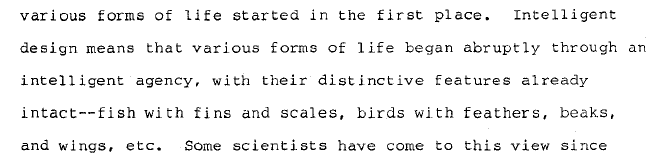 various forms of life started in the first place.  Intelligent
design means that various forms of life began abruptly through an
intelligent agency, with their distinctive features already
intact--fish with fins and scales, birds with feathers, beaks,
and wings, etc.  Some scientists have come to this view since